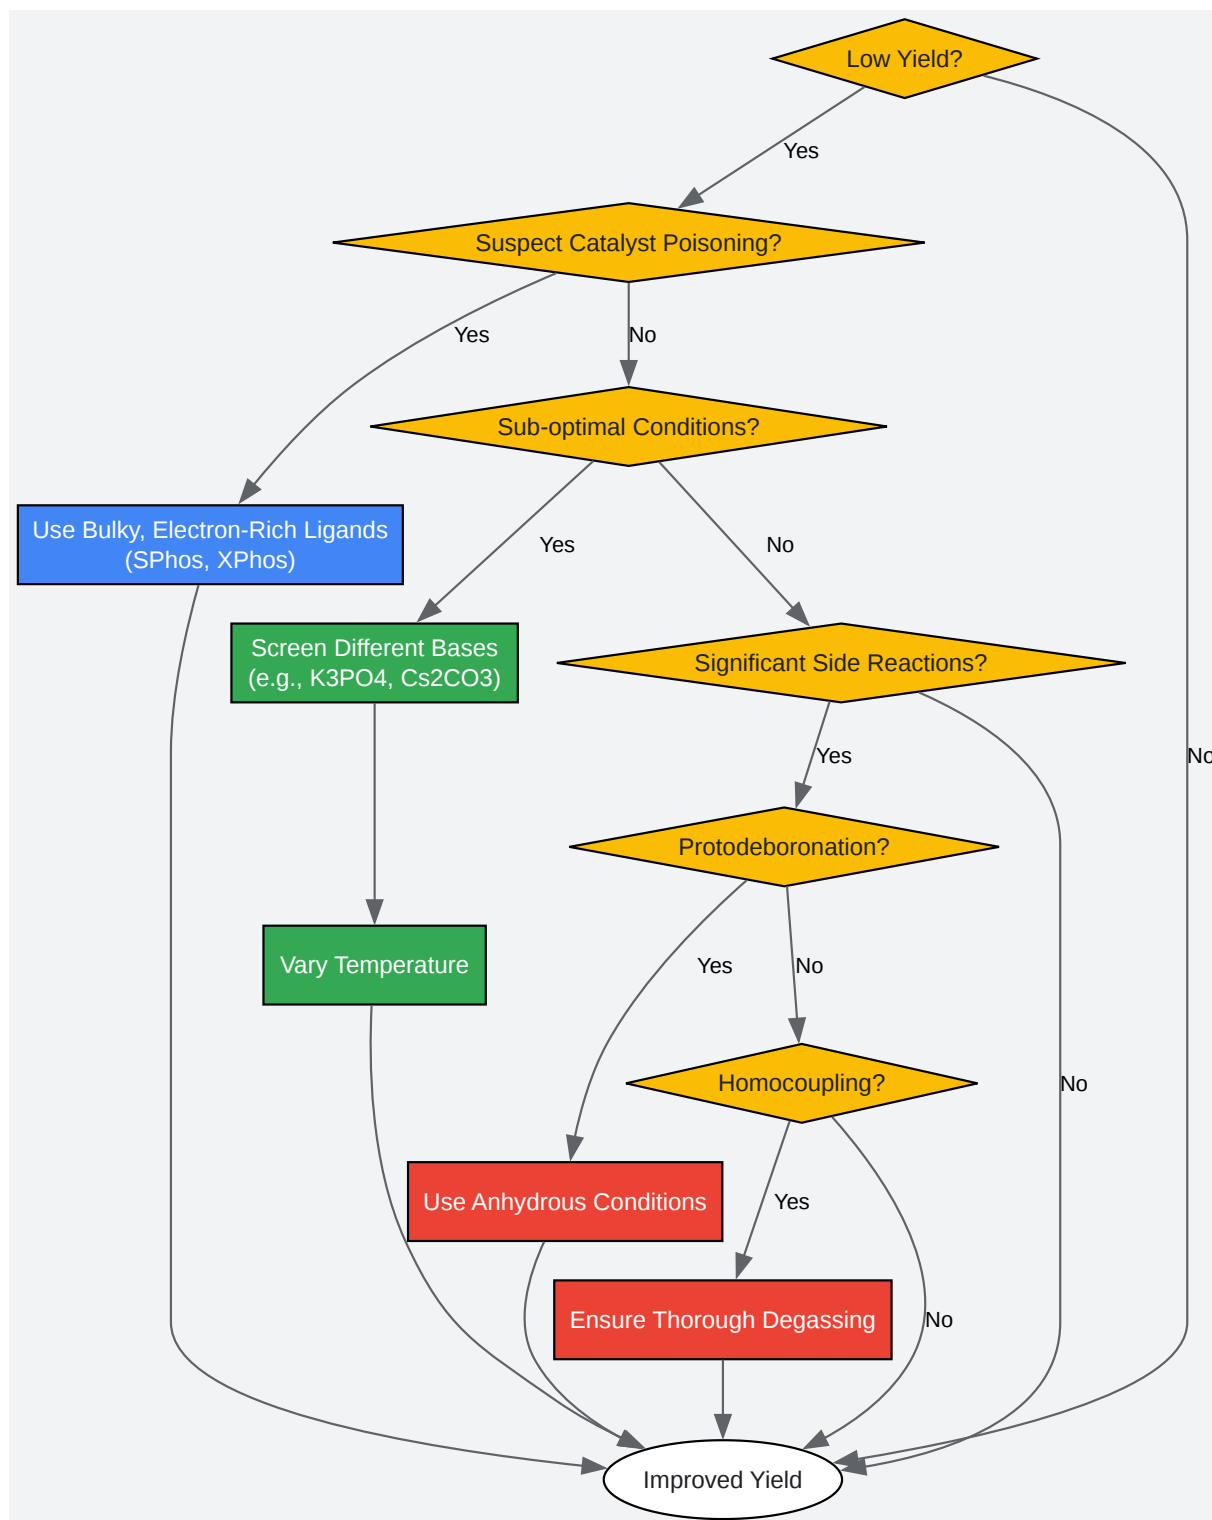 Low Yield?
Yes
Suspect Catalyst Poisoning?
Yes
No
Sub-optimal Conditions?
Use Bulky, Electron-Rich Ligands
(SPhos, XPhos)
Yes
No
Screen Different Bases
(e.g., K3PO4, Cs2CO3)
Significant Side Reactions?
Yes
No
Protodeboronation?
Vary Temperature
Yes
No
Homocoupling?
No
Use Anhydrous Conditions
Yes
Ensure Thorough Degassing
No
Improved Yield